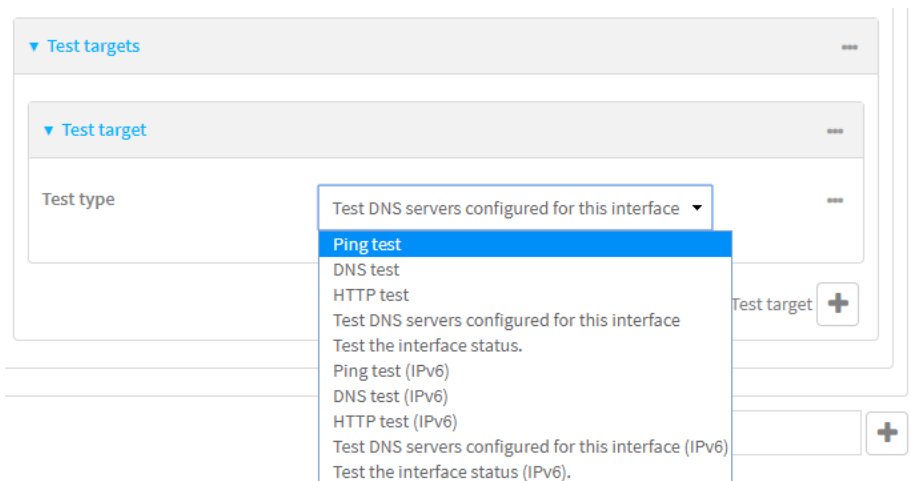 Test targets
Test target
Test type
Test DNS servers configured for this interface
Ping test
DNS test
HTTP test
Test DNS servers configured for this interface
Test the interface status.
Ping test (IPv6)
DNS test (IPv6)
HTTP test (IPv6)
Test DNS servers configured for this interface (IPv6)
Test the interface status (IPv6).
Test target